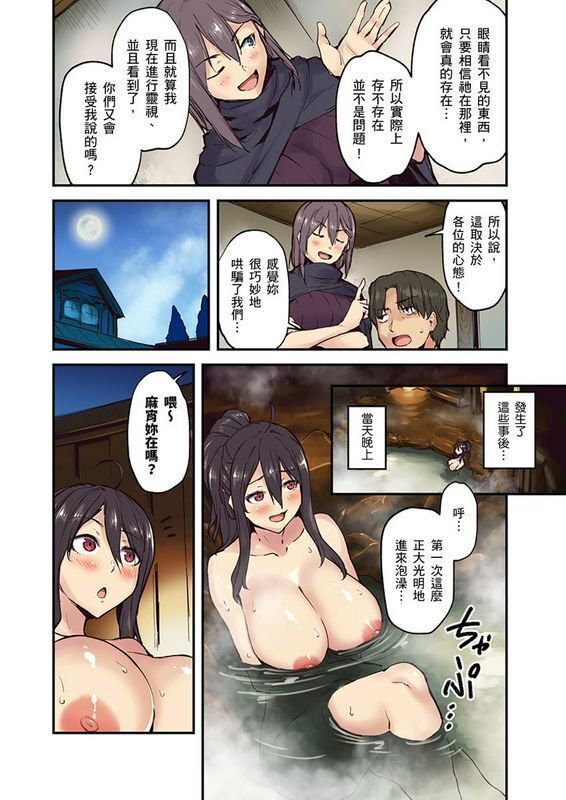 眼睛看不見的東西，
只要相信祂在那裡，
就會真的存在…
所以實際上
存不存在
並不是問題！
而且就算我
現在進行靈視、
並且看到了，
你們又會
接受我說的嗎？
所以說，
這取決於
各位的心態！
感覺妳
很巧妙地
哄騙了我們…
發生了
這些事後…
當天晚上
呼…
第一次這麼
正大光明地
進來泡澡…
ちゃぷ…
喂～
麻宵妳在嗎？